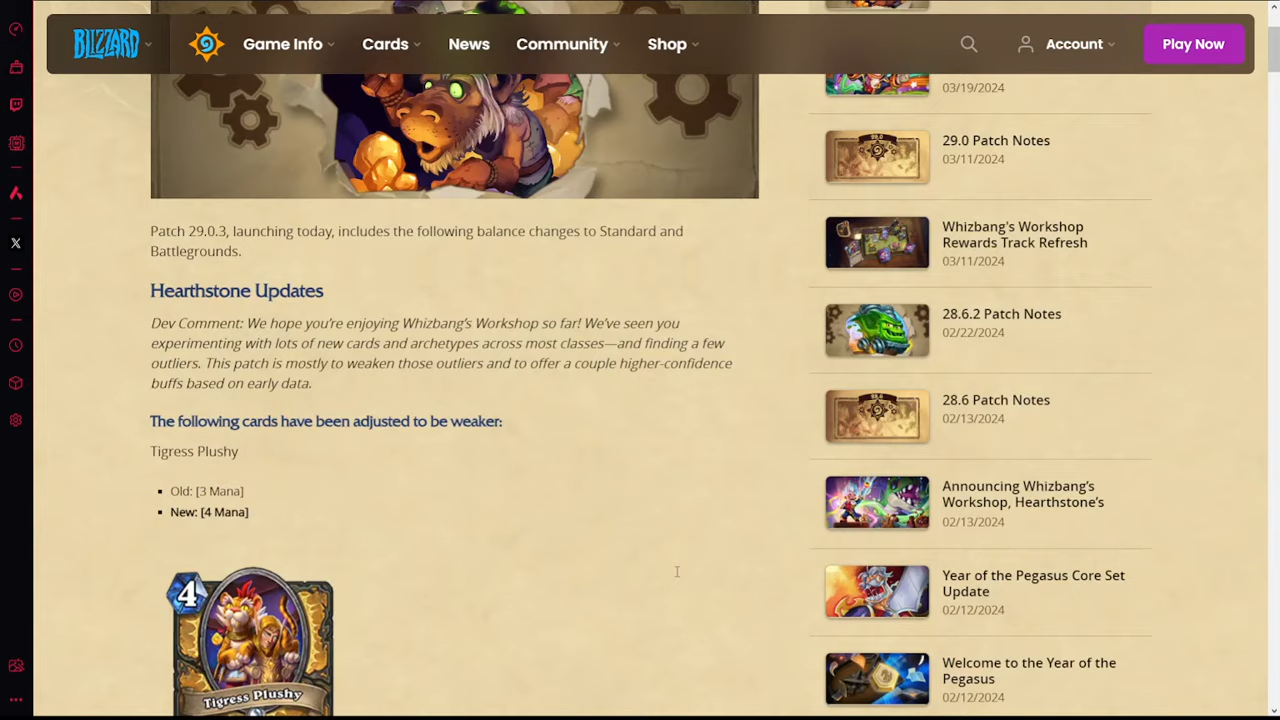 BLIZZARD
Game Info
Cards
News
Community
Shop
Account
Play Now
Patch 29.0.3, launching today, includes the following balance changes to Standard and
Battlegrounds.
Hearthstone Updates
Dev Comment: We hope you’re enjoying Whizbang’s Workshop so far! We’ve seen you
experimenting with lots of new cards and archetypes across most classes—and finding a few
outliers. This patch is mostly to weaken those outliers and to offer a couple higher-confidence
buffs based on early data.
The following cards have been adjusted to be weaker:
Tigress Plushy
Old: [3 Mana]
New: [4 Mana]
4
Tigress Plushy
03/19/2024
29.0 Patch Notes
03/11/2024
Whizbang's Workshop
Rewards Track Refresh
03/11/2024
28.6.2 Patch Notes
02/22/2024
28.6 Patch Notes
02/13/2024
Announcing Whizbang’s
Workshop, Hearthstone’s
02/13/2024
Year of the Pegasus Core Set
Update
02/12/2024
Welcome to the Year of the
Pegasus
02/12/2024